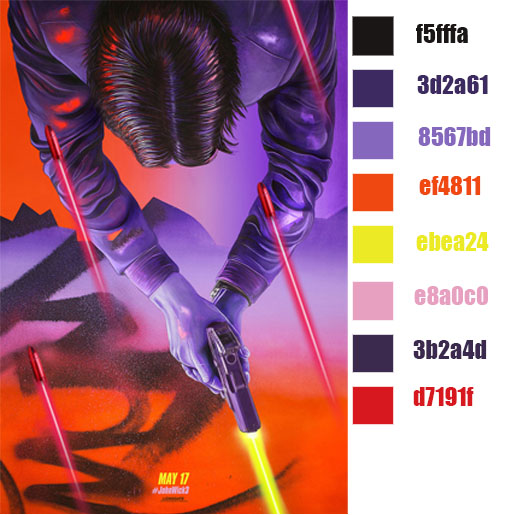 f5fffa
3d2a61
8567bd
ef4811
ebea24
e8a0c0
3b2a4d
d7191f
MAY 17
#JohnWick3